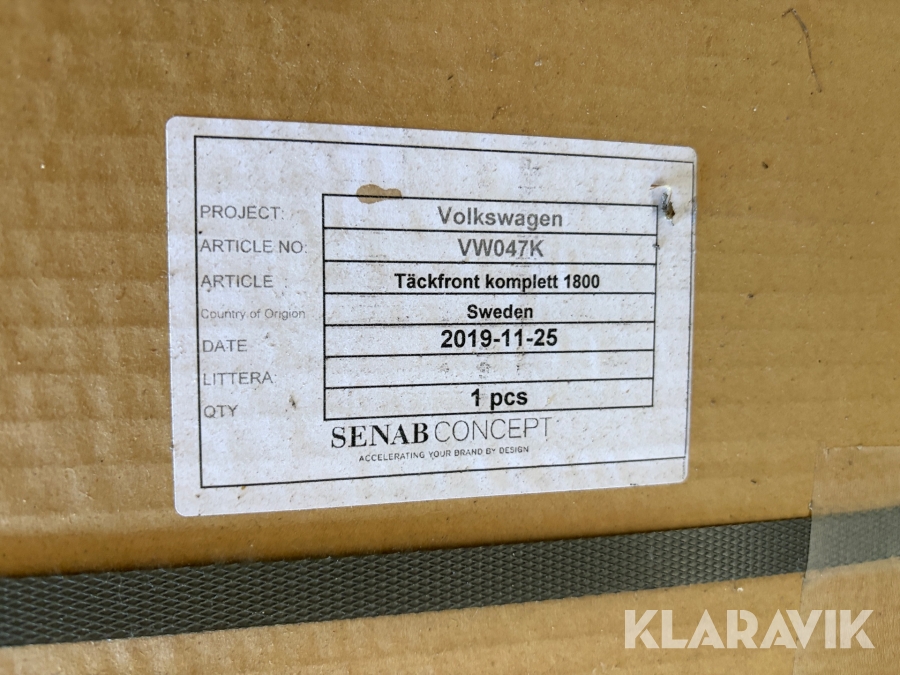 PROJECT: Volkswagen
ARTICLE NO: VW047K
ARTICLE : Täckfront komplett 1800
Country of Origion Sweden
DATE 2019-11-25
LITTERA:
QTY 1 pcs
SENAB CONCEPT
ACCELERATING YOUR BRAND BY DESIGN
KLARAVIK